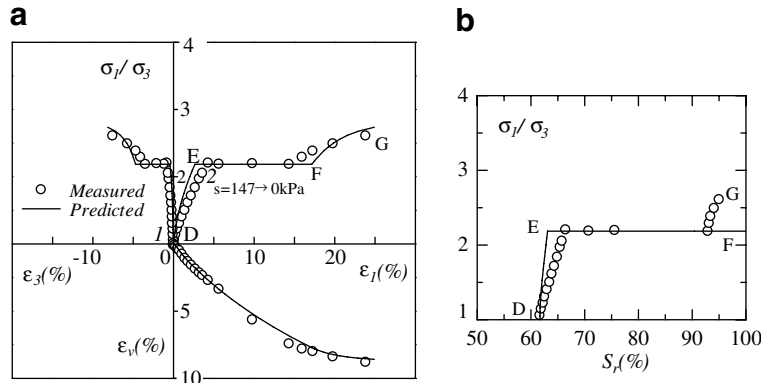 a
4
σ1/ σ3
3
E
G
2
2
F
s=147→0kPa
Measured
Predicted
1
D
-10
0
10
20
ε3(%)
ε1(%)
5
εv(%)
10
b
4
σ1/ σ3
3
G
E
2
F
D
1
50
60
70
80
90
100
Sr(%)